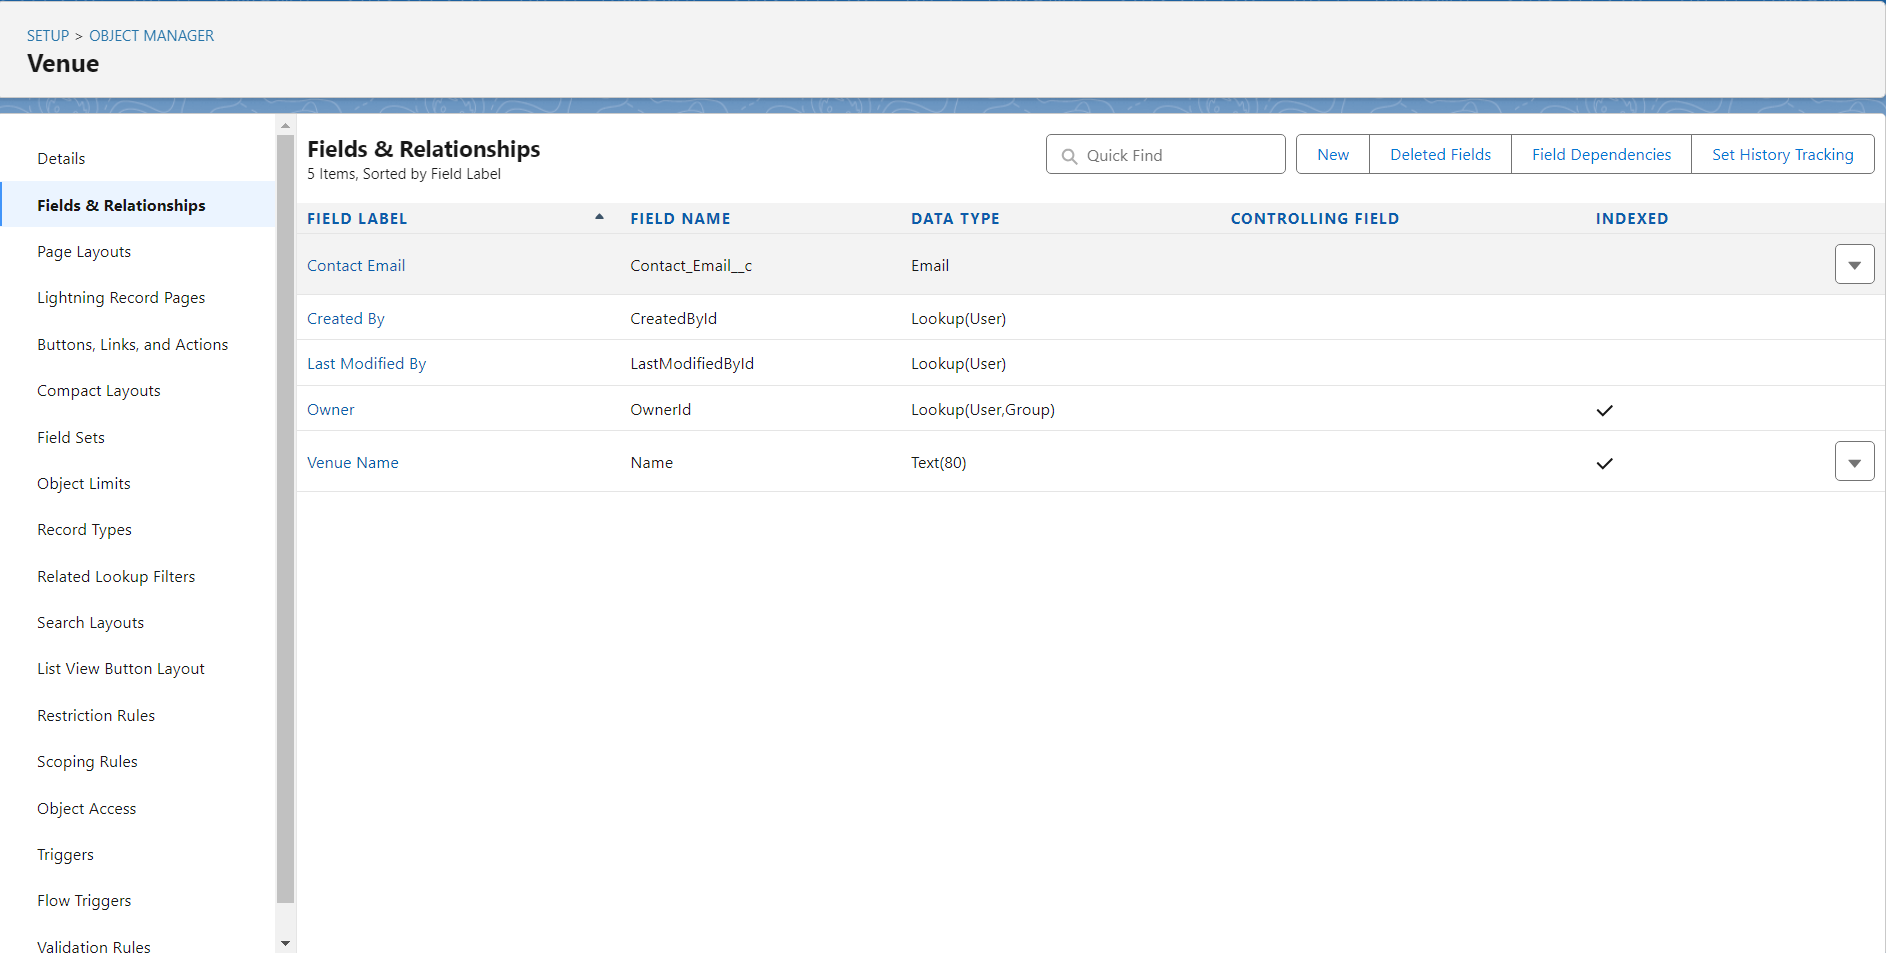 SETUP > OBJECT MANAGER
Venue
Details
Fields & Relationships
Page Layouts
Lightning Record Pages
Buttons, Links, and Actions
Compact Layouts
Field Sets
Object Limits
Record Types
Related Lookup Filters
Search Layouts
List View Button Layout
Restriction Rules
Scoping Rules
Object Access
Triggers
Flow Triggers
Validation Rules
Fields & Relationships
5 Items, Sorted by Field Label
Quick Find
New
Deleted Fields
Field Dependencies
Set History Tracking
FIELD LABEL FIELD NAME DATA TYPE CONTROLLING FIELD INDEXED
Contact Email Contact_Email__c Email
Created By CreatedById Lookup(User)
Last Modified By LastModifiedById Lookup(User)
Owner OwnerId Lookup(User,Group)
Venue Name Name Text(80)